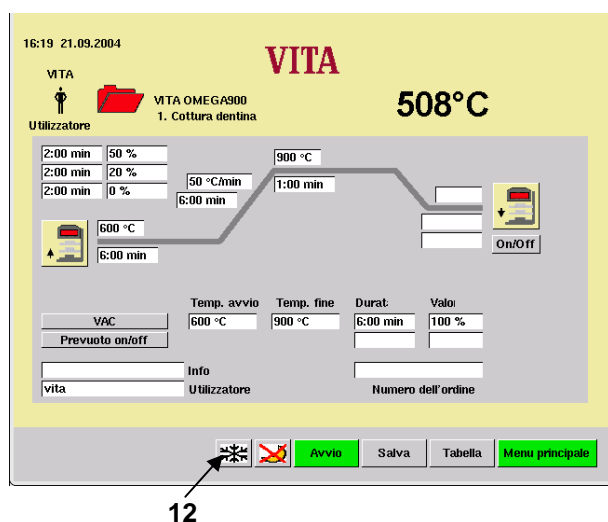 16:19 21.09.2004
VITA
VITA
508°C
VITA OMEGA900
1. Cottura dentina
Utilizzatore
2:00 min 50 %
2:00 min 20 %
2:00 min 0 %
50 °C/min
6:00 min
900 °C
1:00 min
600 °C
6:00 min
On/Off
Temp. avvio Temp. fine Durat: Valoı
VAC 600 °C 900 °C 6:00 min 100 %
Prevuoto on/off
Info
vita Utilizzatore Numero dell'ordine
Avvio Salva Tabella Menu principale
12